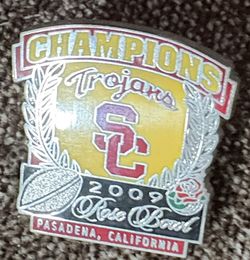 CHAMPIONS
Trojans
SC
2009
Rose Bowl
PASADENA, CALIFORNIA